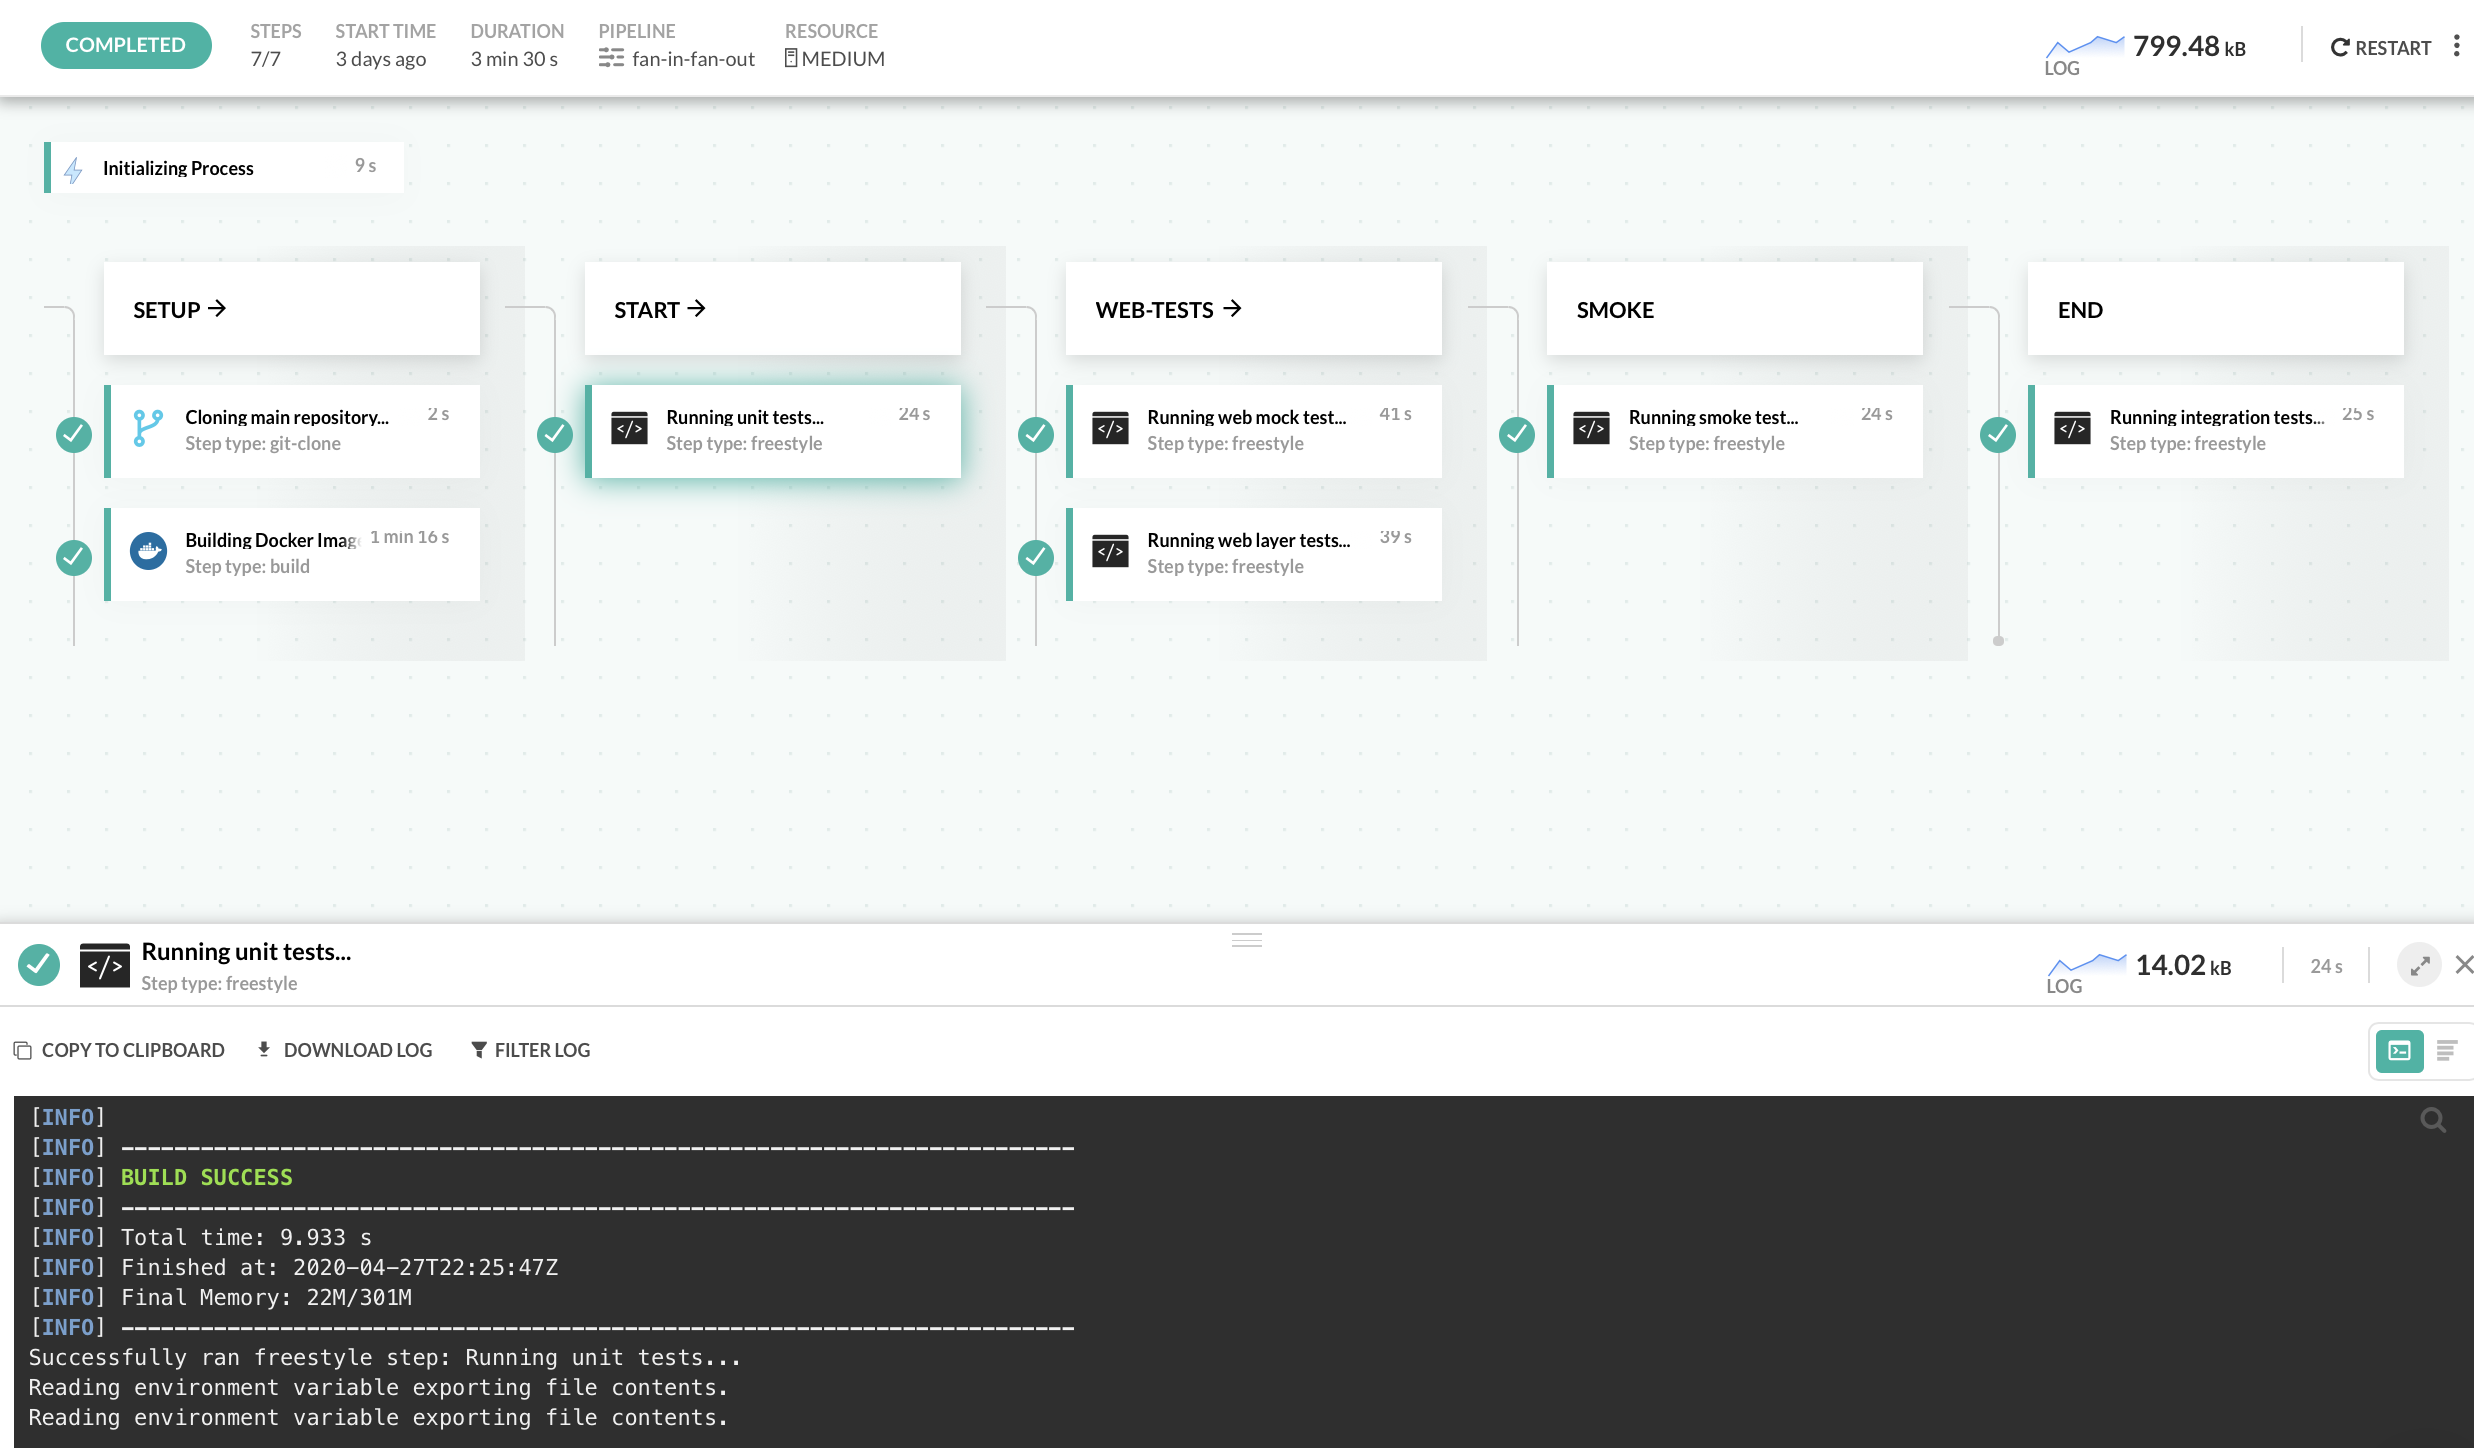 COMPLETED
STEPS
7/7
START TIME
3 days ago
DURATION
3 min 30 s
PIPELINE
fan-in-fan-out
RESOURCE
MEDIUM
LOG
799.48 kB
RESTART
Initializing Process
9 s
SETUP
Cloning main repository...
2 s
Step type: git-clone
Building Docker Imag
1 min 16 s
Step type: build
START
Running unit tests...
24 s
Step type: freestyle
WEB-TESTS
Running web mock test...
41 s
Step type: freestyle
Running web layer tests...
39 s
Step type: freestyle
SMOKE
Running smoke test...
24 s
Step type: freestyle
END
Running integration tests...
25 s
Step type: freestyle
Running unit tests...
Step type: freestyle
LOG
14.02 kB
24 s
COPY TO CLIPBOARD
DOWNLOAD LOG
FILTER LOG
[INFO]
[INFO] ------------------------------------------------------------------------
[INFO] BUILD SUCCESS
[INFO] ------------------------------------------------------------------------
[INFO] Total time: 9.933 s
[INFO] Finished at: 2020-04-27T22:25:47Z
[INFO] Final Memory: 22M/301M
[INFO] ------------------------------------------------------------------------
Successfully ran freestyle step: Running unit tests...
Reading environment variable exporting file contents.
Reading environment variable exporting file contents.